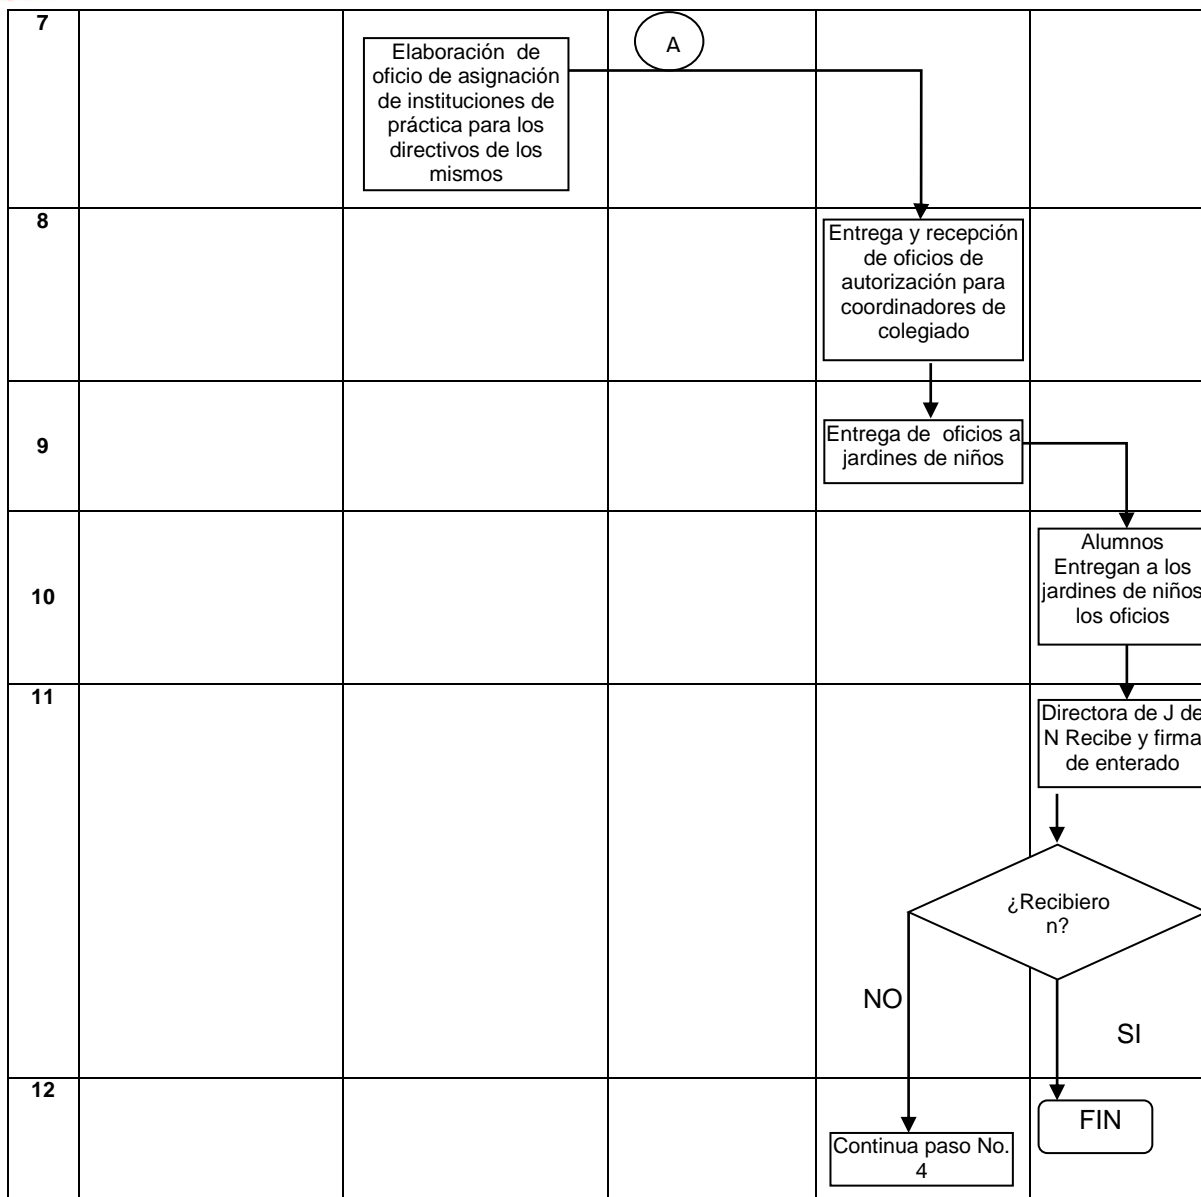 7
Elaboración de
oficio de asignación
de instituciones de
práctica para los
directivos de los
mismos
A
8
Entrega y recepción
de oficios de
autorización para
coordinadores de
colegiado
9
Entrega de oficios a
jardines de niños
10
Alumnos
Entregan a los
jardines de niños
los oficios
11
Directora de J de
N Recibe y firma
de enterado
¿Recibiero
n?
NO
SI
12
Continua paso No.
4
FIN